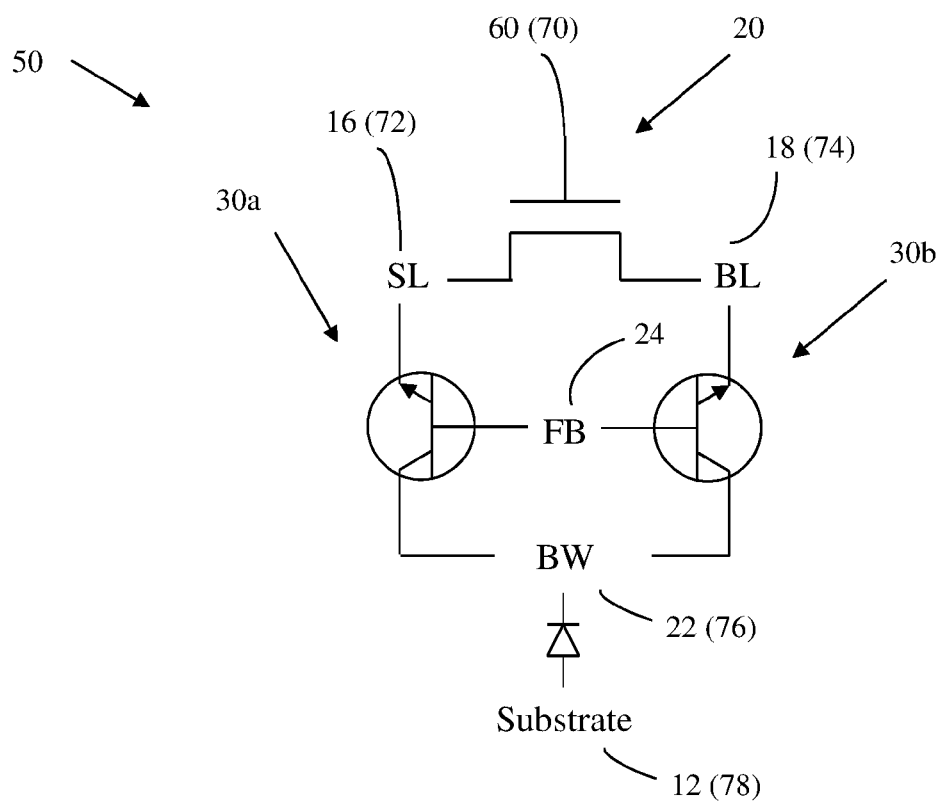 60 (70)
20
50
16 (72)
18 (74)
30a
30b
SL
BL
24
FB
BW
22 (76)
Substrate
12 (78)